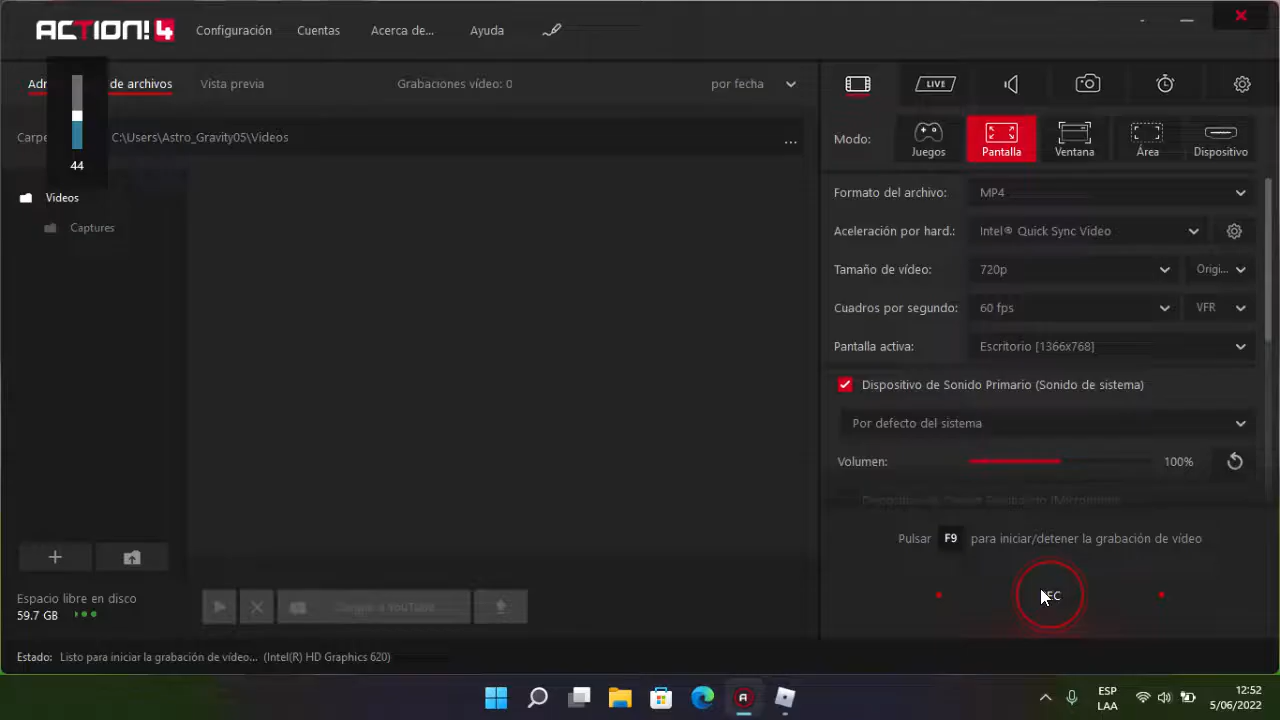 ACTION! 4 Configuración Cuentas Acerca de... Ayuda
de archivos Vista previa Grabaciones vídeo: 0 por fecha LIVE
C:\Users\Astro_Gravity05\Videos ...
44
Videos
Captures
Modo: Juegos Pantalla Ventana Área Dispositivo
Formato del archivo: MP4
Aceleración por hard.: Intel® Quick Sync Video
Tamaño de vídeo: 720p Origi...
Cuadros por segundo: 60 fps VFR
Pantalla activa: Escritorio [1366x768]
Dispositivo de Sonido Primario (Sonido de sistema)
Por defecto del sistema
Volumen: 100%
Pulsar F9 para iniciar/detener la grabación de vídeo
Espacio libre en disco
59.7 GB
Cargar a YouTube
Estado: Listo para iniciar la grabación de vídeo... (Intel(R) HD Graphics 620)
ESP
LAA
12:52
5/06/2022